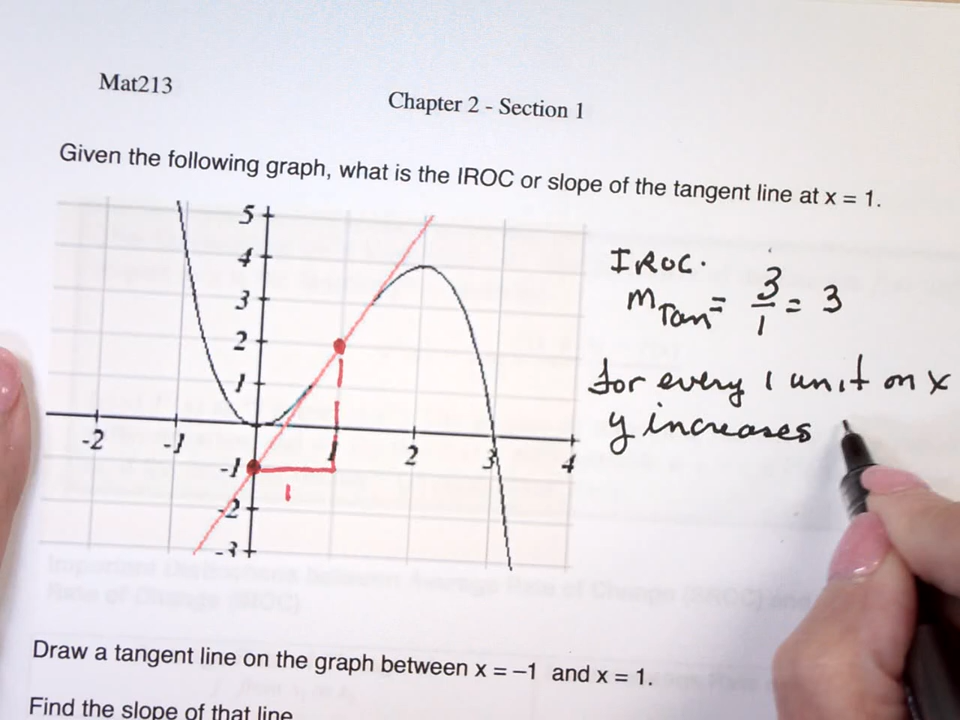 Mat213
Chapter 2 - Section 1
Given the following graph, what is the IROC or slope of the tangent line at x = 1.
5
4
3
2
1
-2 -1 1 2 3 4
-1
-2
-3
1
IROC.
mTan = 3/1 = 3
for every 1 unit on x
y increases
Draw a tangent line on the graph between x = –1 and x = 1.
Find the slope of that line